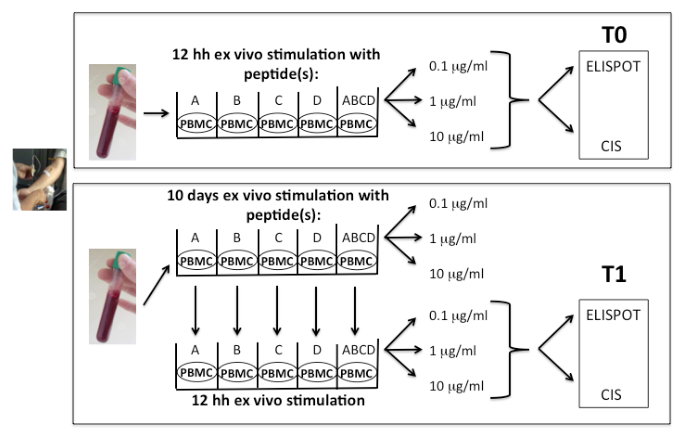 T0
12 hh ex vivo stimulation with
peptide(s):
A B C D ABCD
PBMC PBMC PBMC PBMC PBMC
0.1 μg/ml
1 μg/ml
10 μg/ml
ELISPOT
CIS
10 days ex vivo stimulation with
peptide(s):
A B C D ABCD
PBMC PBMC PBMC PBMC PBMC
0.1 μg/ml
1 μg/ml
10 μg/ml
T1
A B C D ABCD
PBMC PBMC PBMC PBMC PBMC
12 hh ex vivo stimulation
0.1 μg/ml
1 μg/ml
10 μg/ml
ELISPOT
CIS